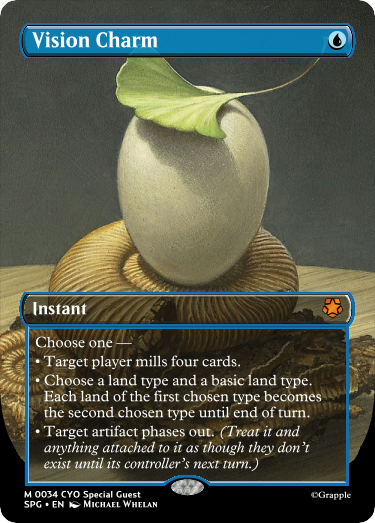 Vision Charm
Instant
Choose one —
• Target player mills four cards.
• Choose a land type and a basic land type.
Each land of the first chosen type becomes
the second chosen type until end of turn.
• Target artifact phases out. (Treat it and
anything attached to it as though they don't
exist until its controller's next turn.)
M 0034 CYO Special Guest
SPG • EN Michael Whelan
©Grapple